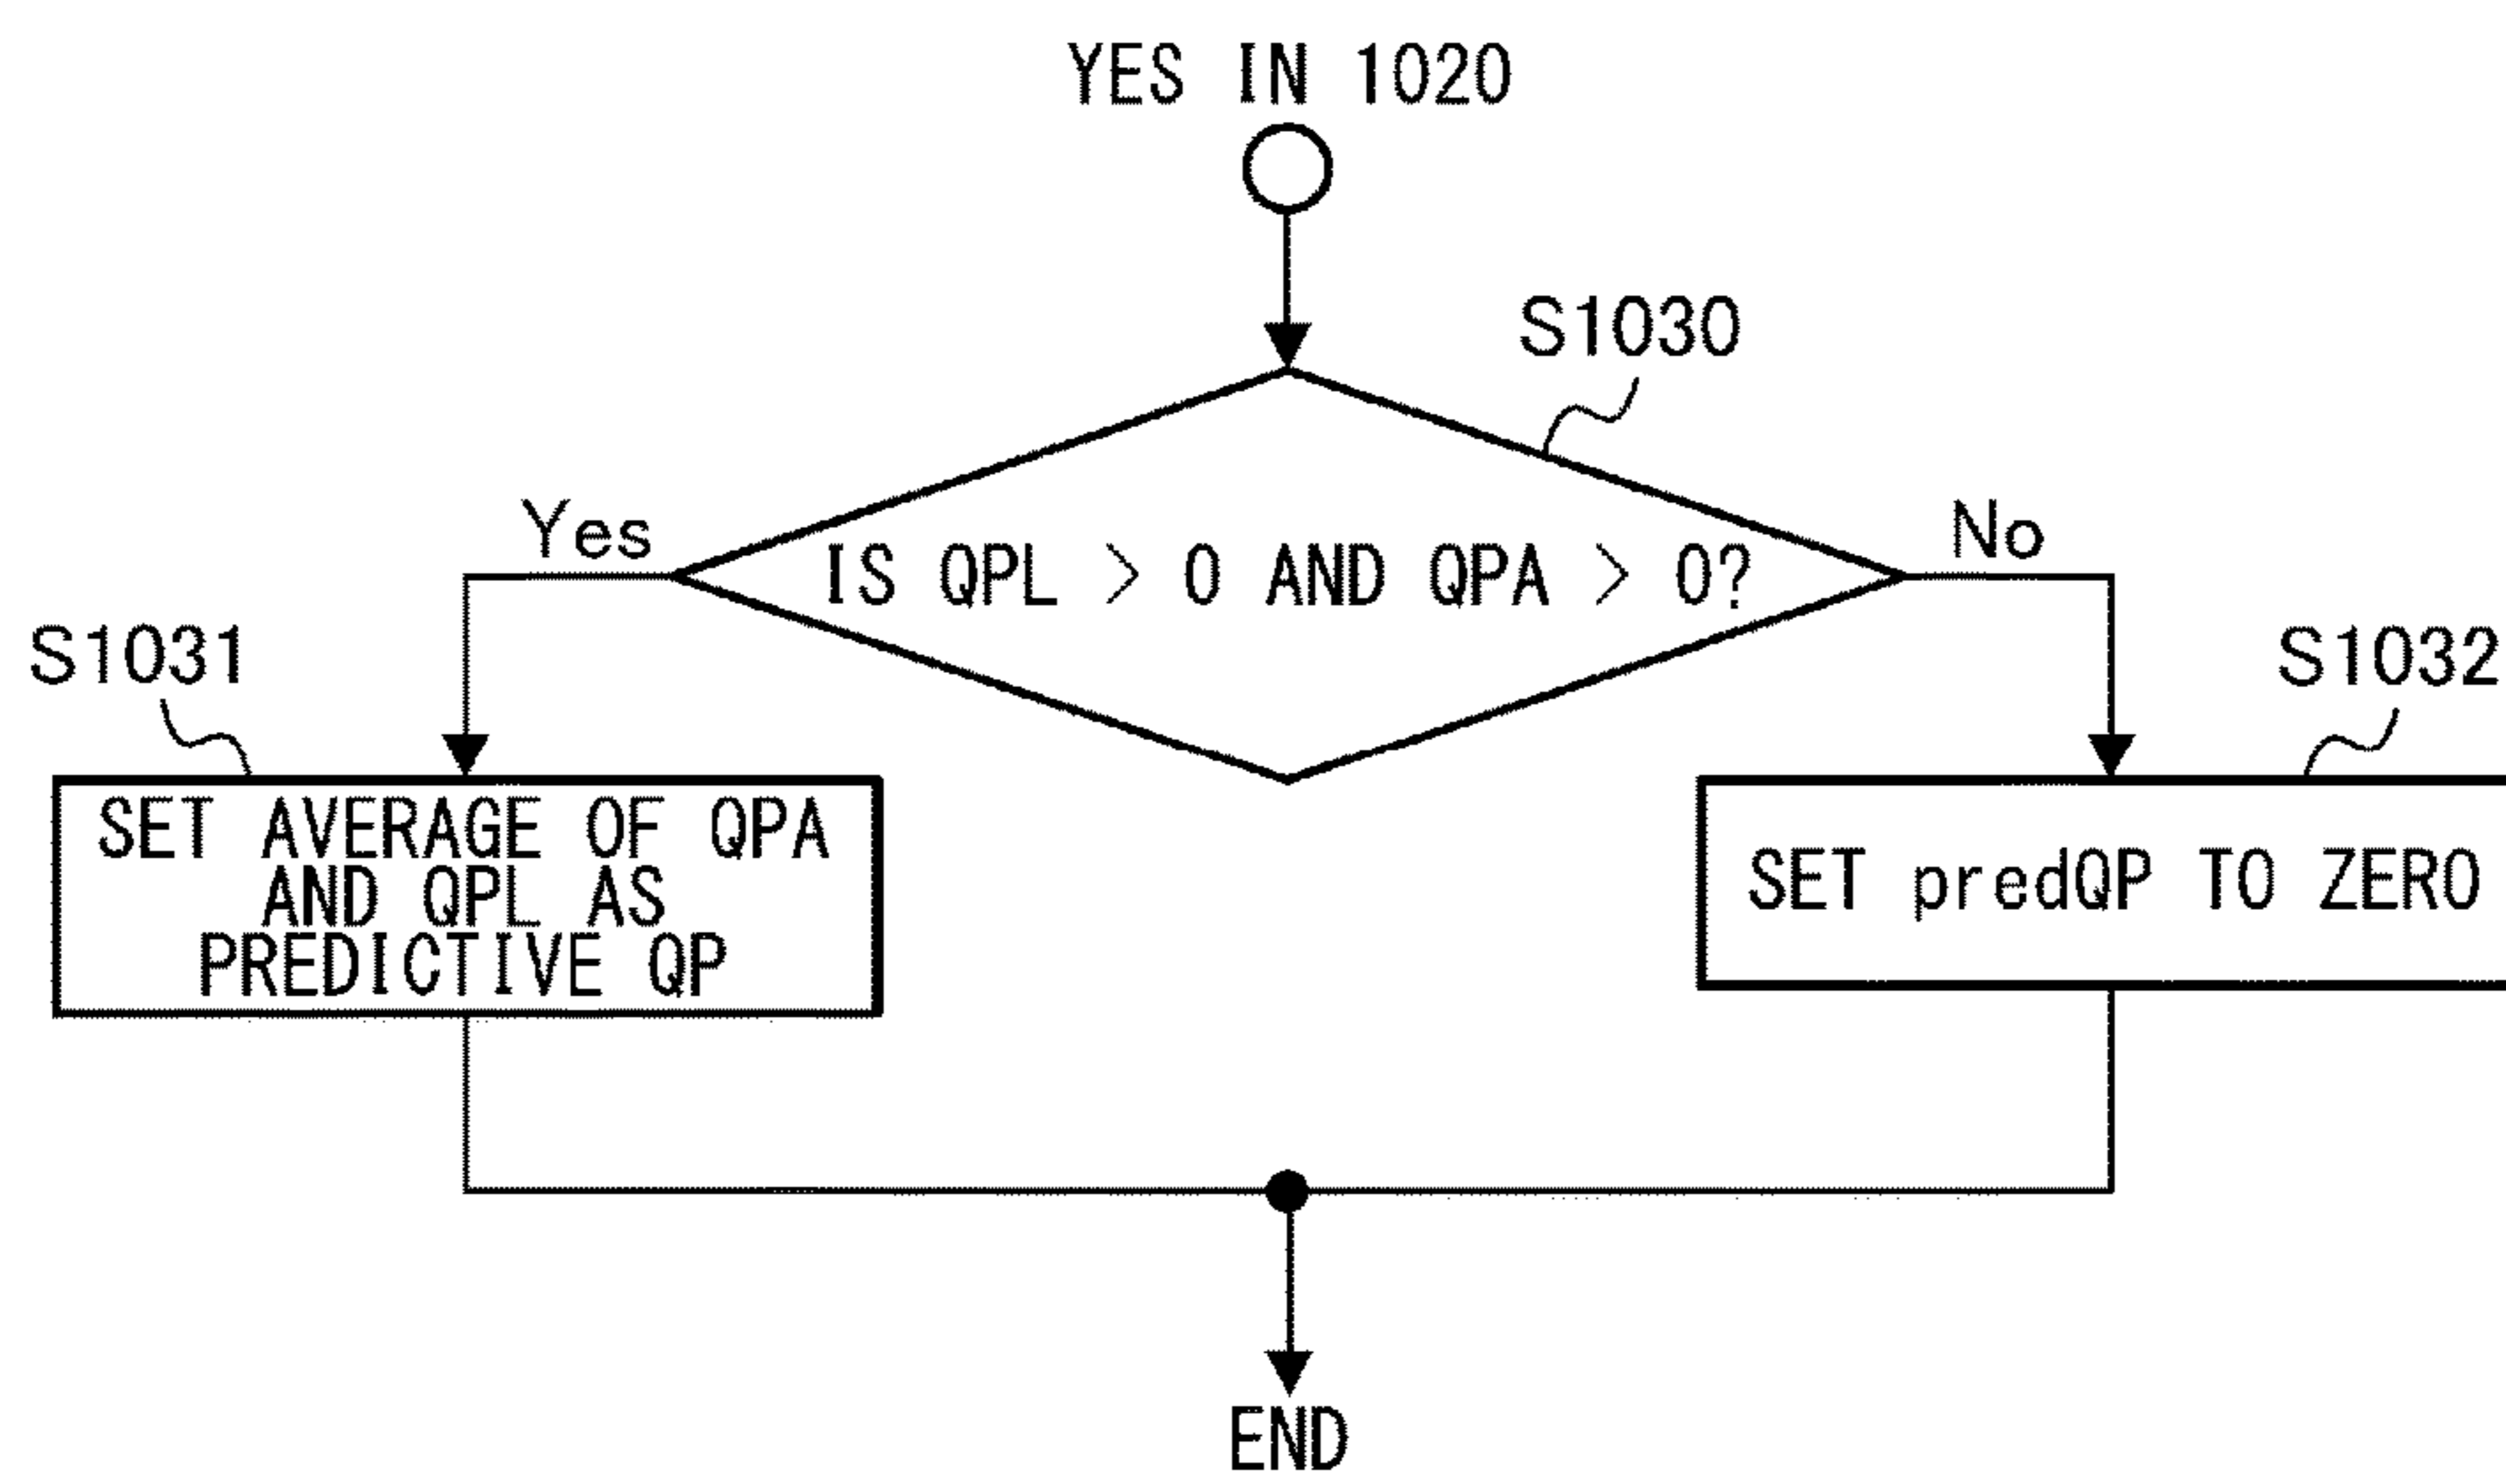 YES IN 1020
S1030
Yes
No
IS QPL > 0 AND QPA > 0?
S1031
S1032
SET AVERAGE OF QPA
AND QPL AS
PREDICTIVE QP
SET predQP TO ZERO
END